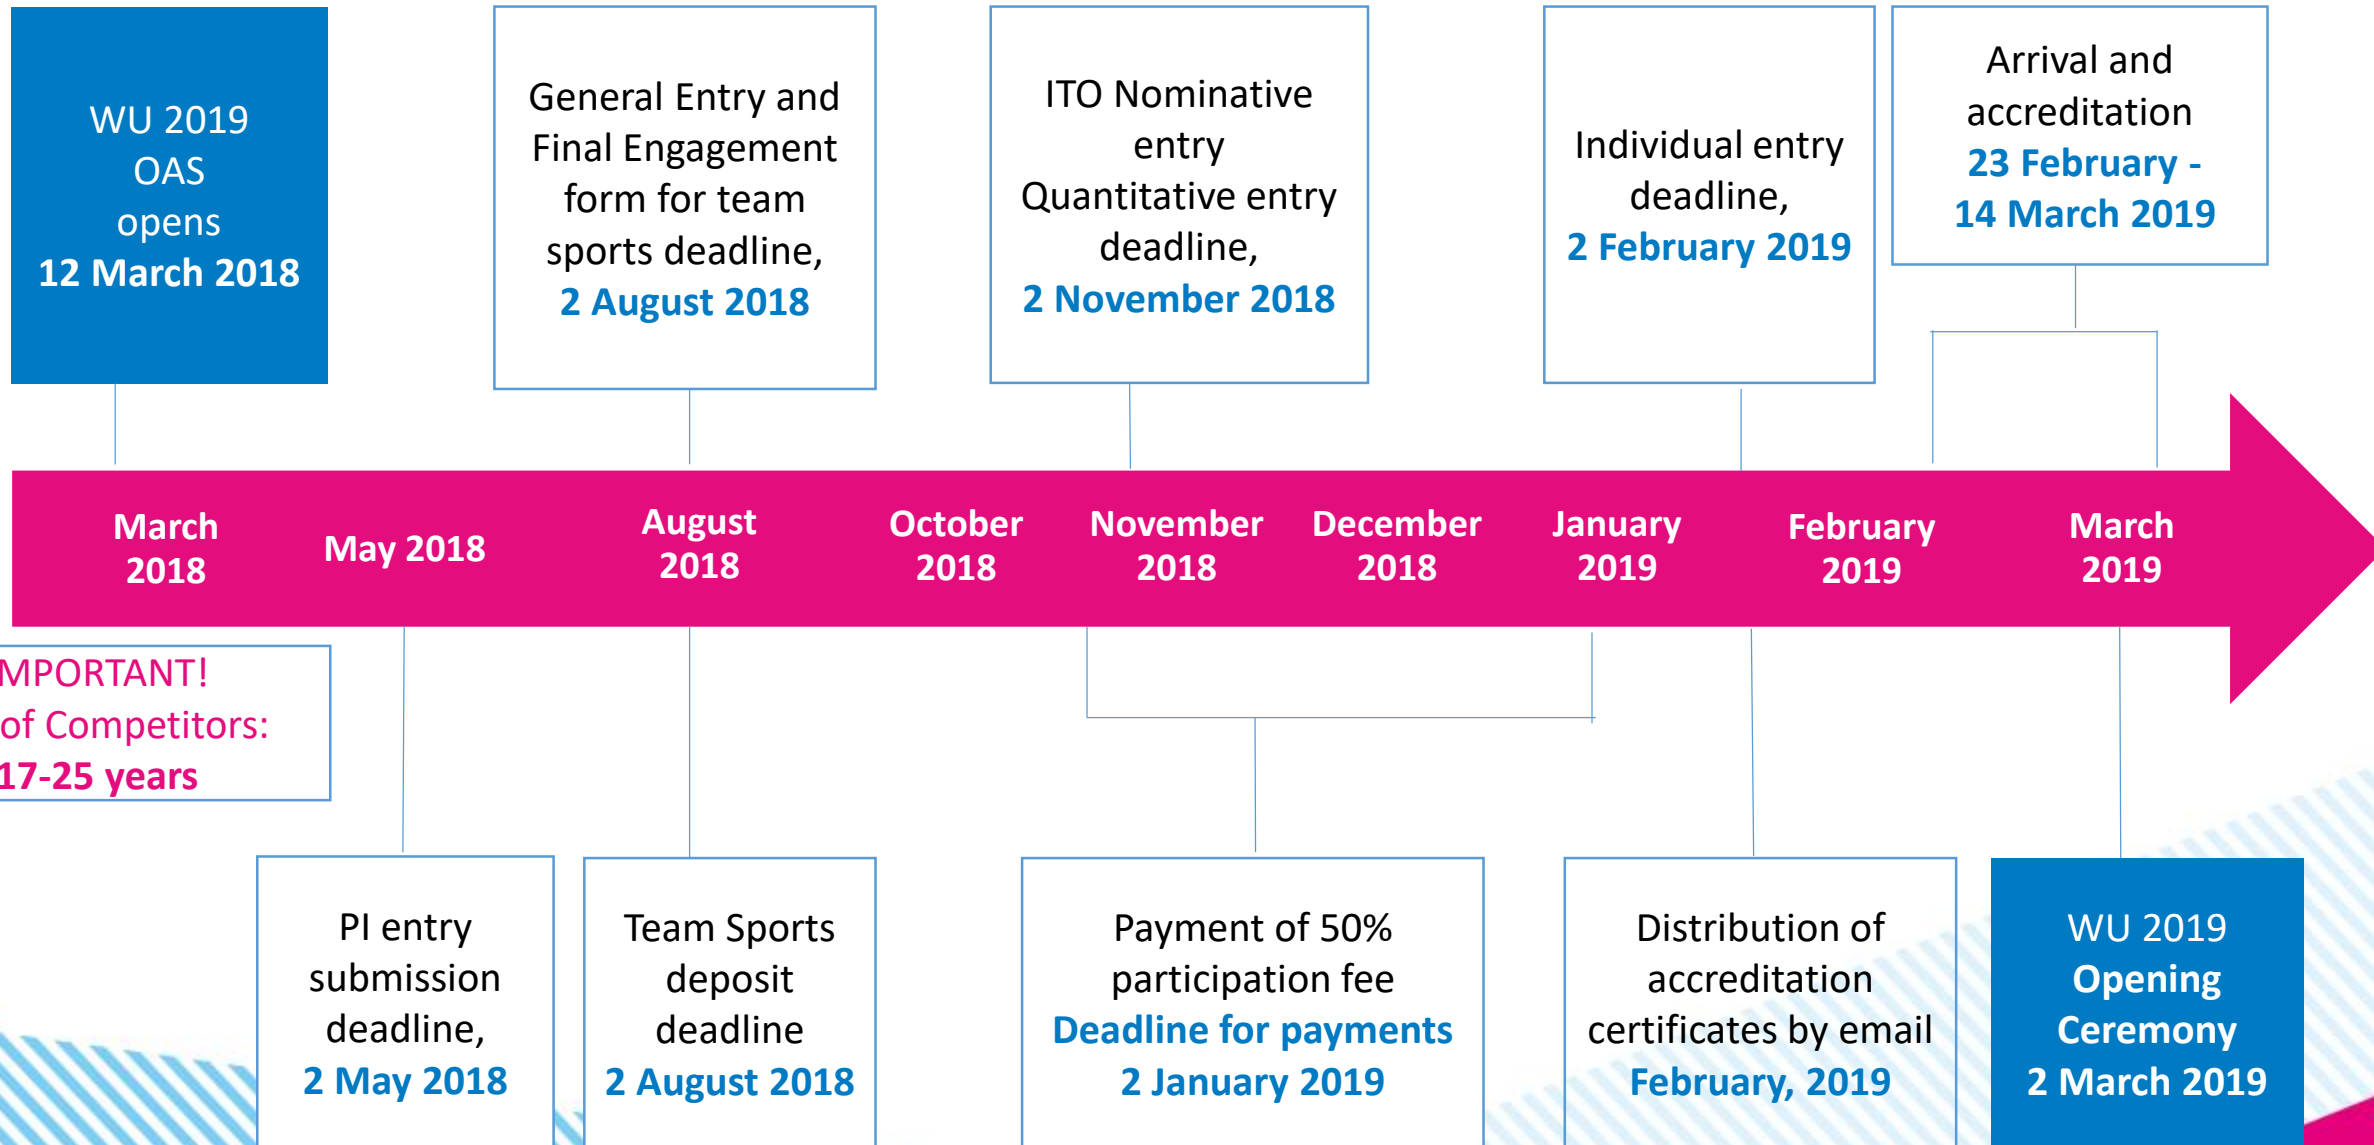 WU 2019
OAS
opens
12 March 2018
General Entry and
Final Engagement
form for team
sports deadline,
2 August 2018
ITO Nominative
entry
Quantitative entry
deadline,
2 November 2018
Individual entry
deadline,
2 February 2019
Arrival and
accreditation
23 February -
14 March 2019
March
2018
May 2018
August
2018
October
2018
November
2018
December
2018
January
2019
February
2019
March
2019
MPORTANT!
of Competitors:
17-25 years
PI entry
submission
deadline,
2 May 2018
Team Sports
deposit
deadline
2 August 2018
Payment of 50%
participation fee
Deadline for payments
2 January 2019
Distribution of
accreditation
certificates by email
February, 2019
WU 2019
Opening
Ceremony
2 March 2019